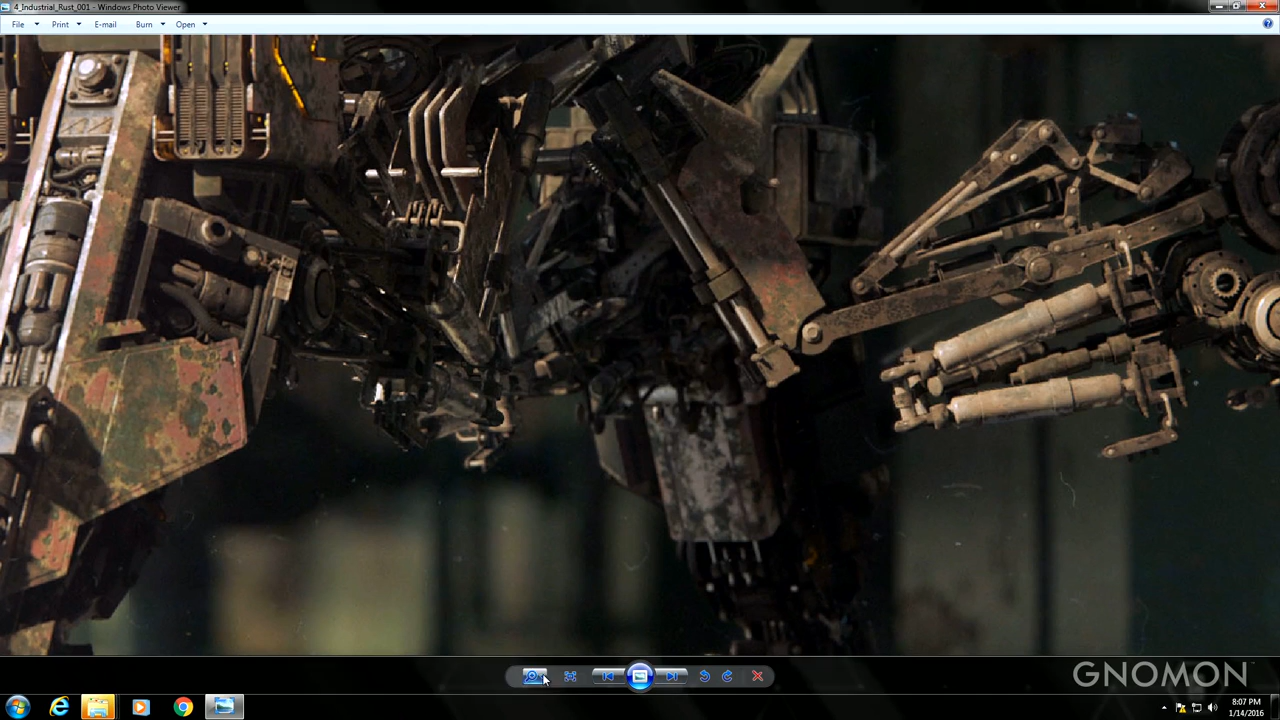 4_Industrial_Rust_001 - Windows Photo Viewer
File Print E-mail Burn Open
GNOMON
8:07 PM
1/14/2016